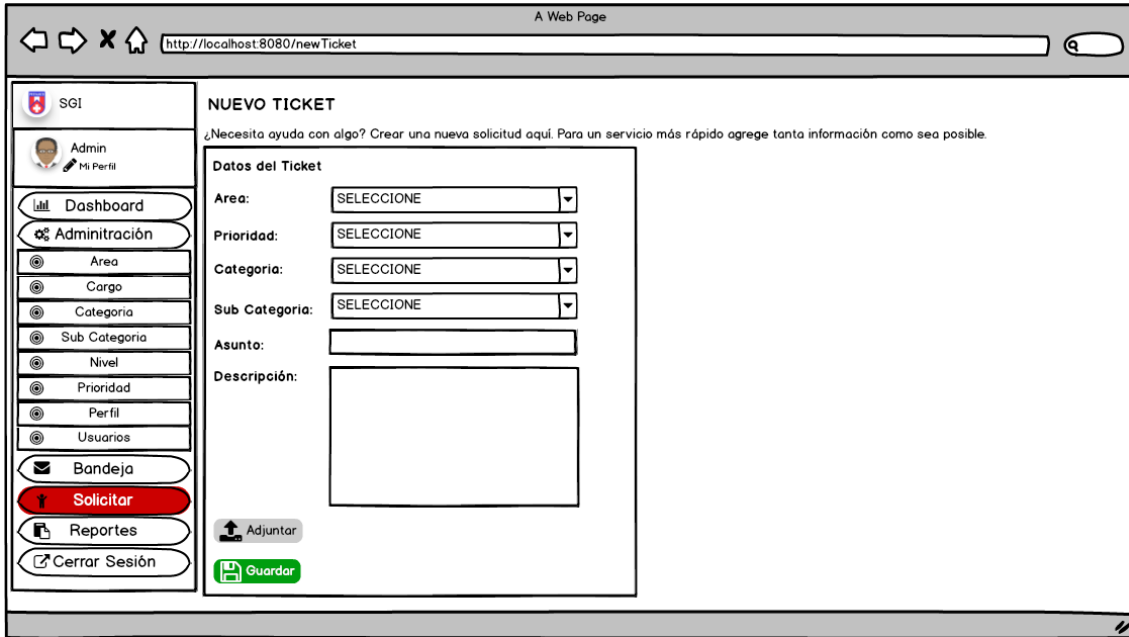 A Web Page
http://localhost:8080/newTicket
SGI
Admin
Mi Perfil
Dashboard
Adminitración
Area
Cargo
Categoria
Sub Categoria
Nivel
Prioridad
Perfil
Usuarios
Bandeja
Solicitar
Reportes
Cerrar Sesión
NUEVO TICKET
¿Necesita ayuda con algo? Crear una nueva solicitud aquí. Para un servicio más rápido agrege tanta información como sea posible.
Datos del Ticket
Area: SELECCIONE
Prioridad: SELECCIONE
Categoria: SELECCIONE
Sub Categoria: SELECCIONE
Asunto:
Descripción:
Adjuntar
Guardar